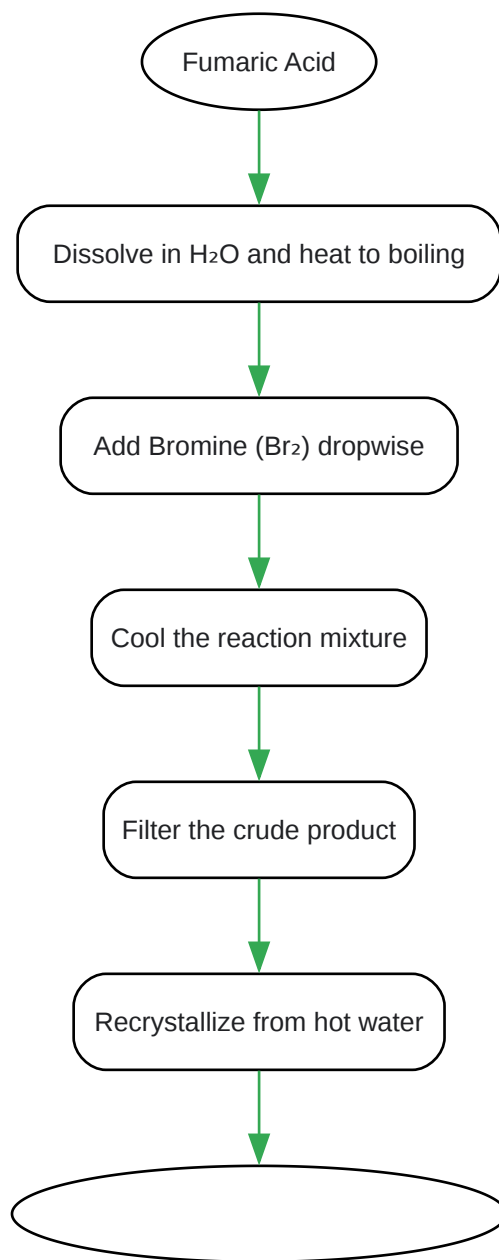 Fumaric Acid
Dissolve in H₂O and heat to boiling
Add Bromine (Br₂) dropwise
Cool the reaction mixture
Filter the crude product
Recrystallize from hot water